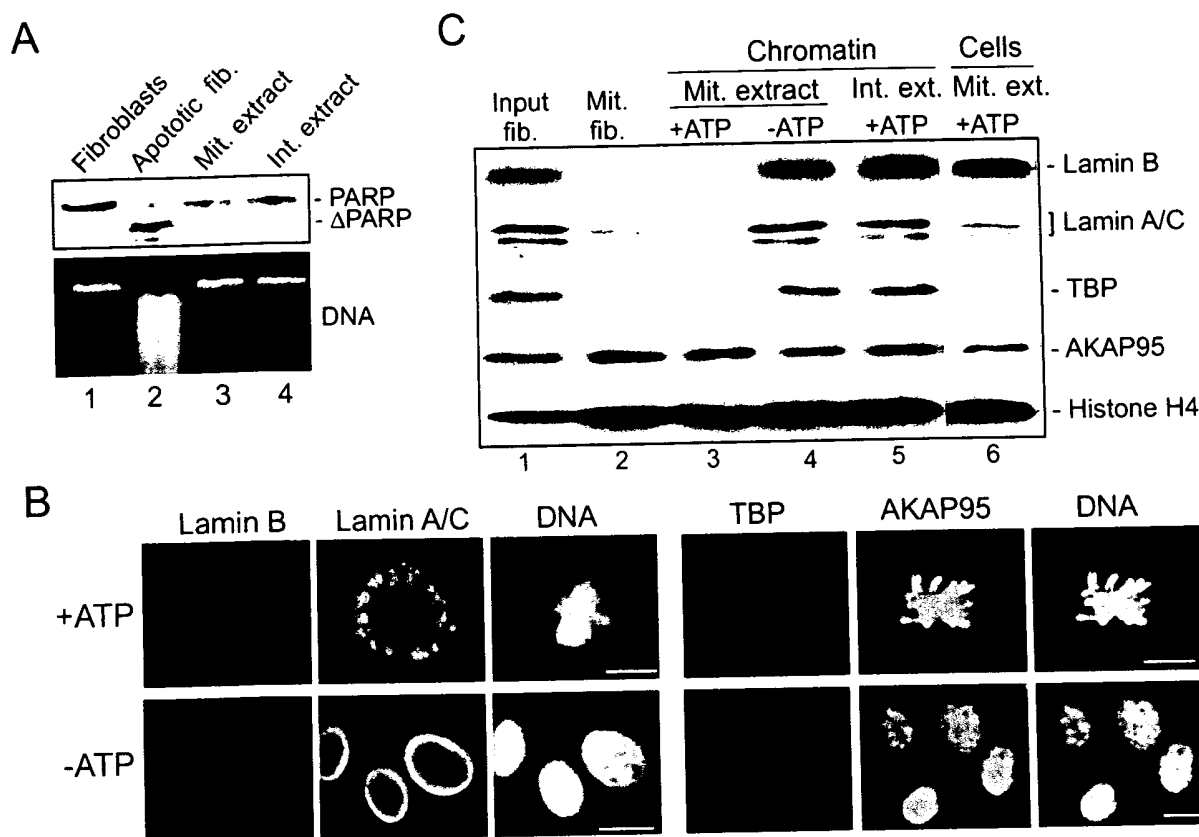 A
Fibroblasts
Apoptotic fib.
Mit. extract
Int. extract
- PARP
- ΔPARP
DNA
1 2 3 4
C
Chromatin Cells
Input fib. Mit. fib. Mit. extract Int. ext. Mit. ext.
+ATP -ATP +ATP +ATP
- Lamin B
] Lamin A/C
- TBP
- AKAP95
- Histone H4
1 2 3 4 5 6
B
Lamin B Lamin A/C DNA TBP AKAP95 DNA
+ATP
-ATP